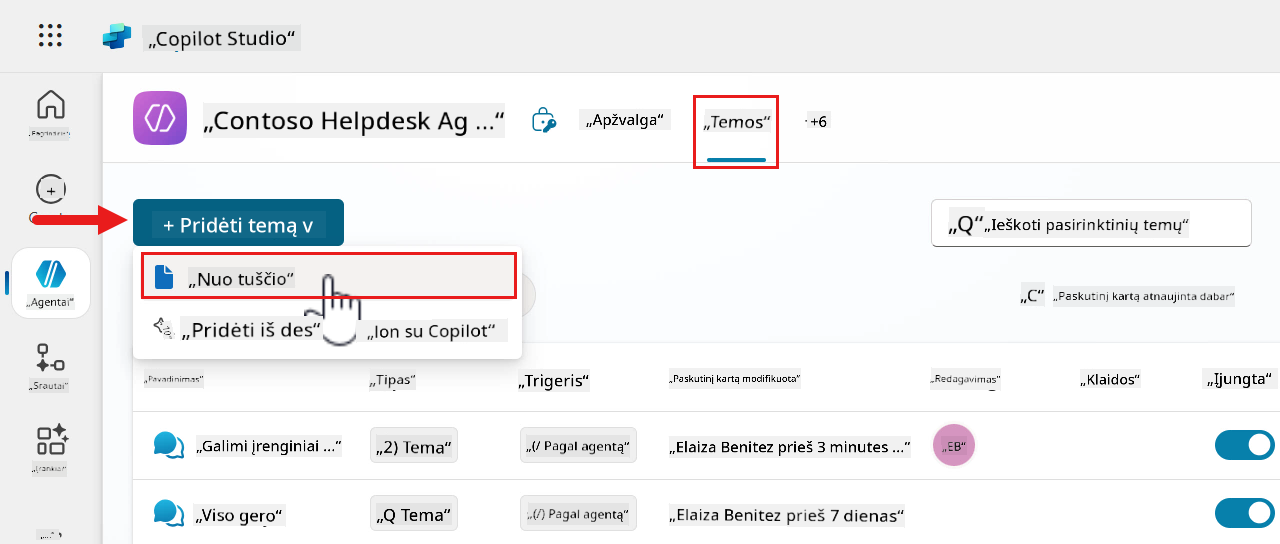 „Copilot Studio“
„Pagrindinis“
„Contoso Helpdesk Ag ...“
„Apžvalga“
„Temos“
+6
+ Pridėti temą v
„Q“ „Ieškoti pasirinktinių temų“
„Nuo tuščio“
„Agentai“
„C“ „Paskutinį kartą atnaujinta dabar“
„Pridėti iš des“ „Ion su Copilot“
„Srautai“
„Pavadinimas“ „Tipas“ „Trigeris“ „Paskutinį kartą modifikuota“ „Redagavimas“ „Klaidos“ „Įjungta“
„Įrankiai“
„Galimi įrenginiai ...“ „2) Tema“ „(/ Pagal agentą“ „Elaiza Benitez prieš 3 minutes ...“ „EB“
„Viso gero“ „Q Tema“ „(/) Pagal agentą“ „Elaiza Benitez prieš 7 dienas“
„...“